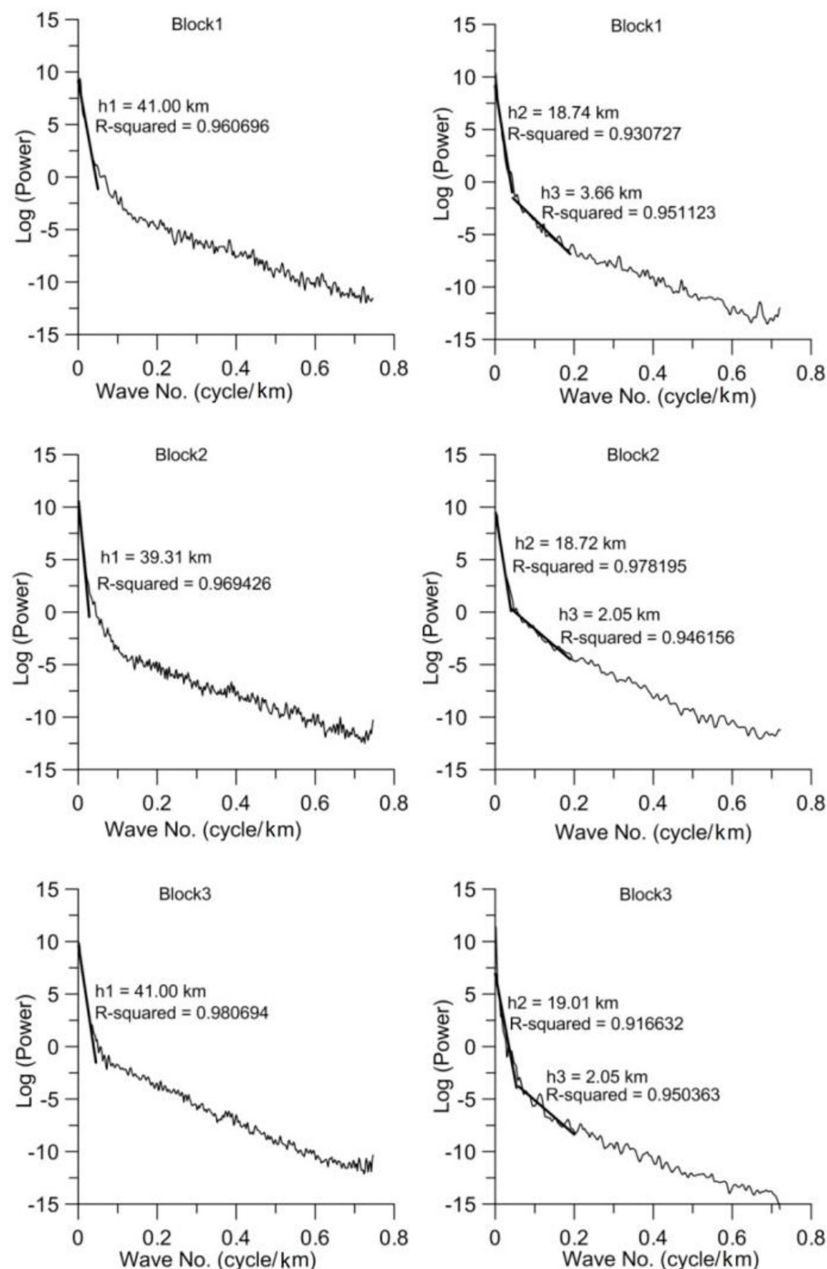 Block1
15
10
5
0
-5
-10
-15
Log (Power)
h1 = 41.00 km
R-squared = 0.960696
0 0.2 0.4 0.6 0.8
Wave No. (cycle/km)
Block1
15
10
5
0
-5
-10
-15
Log (Power)
h2 = 18.74 km
R-squared = 0.930727
h3 = 3.66 km
R-squared = 0.951123
0 0.2 0.4 0.6 0.8
Wave No. (cycle/km)
Block2
15
10
5
0
-5
-10
-15
Log (Power)
h1 = 39.31 km
R-squared = 0.969426
0 0.2 0.4 0.6 0.8
Wave No. (cycle/km)
Block2
15
10
5
0
-5
-10
-15
Log (Power)
h2 = 18.72 km
R-squared = 0.978195
h3 = 2.05 km
R-squared = 0.946156
0 0.2 0.4 0.6 0.8
Wave No. (cycle/km)
Block3
15
10
5
0
-5
-10
-15
Log (Power)
h1 = 41.00 km
R-squared = 0.980694
0 0.2 0.4 0.6 0.8
Wave No. (cycle/km)
Block3
15
10
5
0
-5
-10
-15
Log (Power)
h2 = 19.01 km
R-squared = 0.916632
h3 = 2.05 km
R-squared = 0.950363
0 0.2 0.4 0.6 0.8
Wave No. (cycle/km)